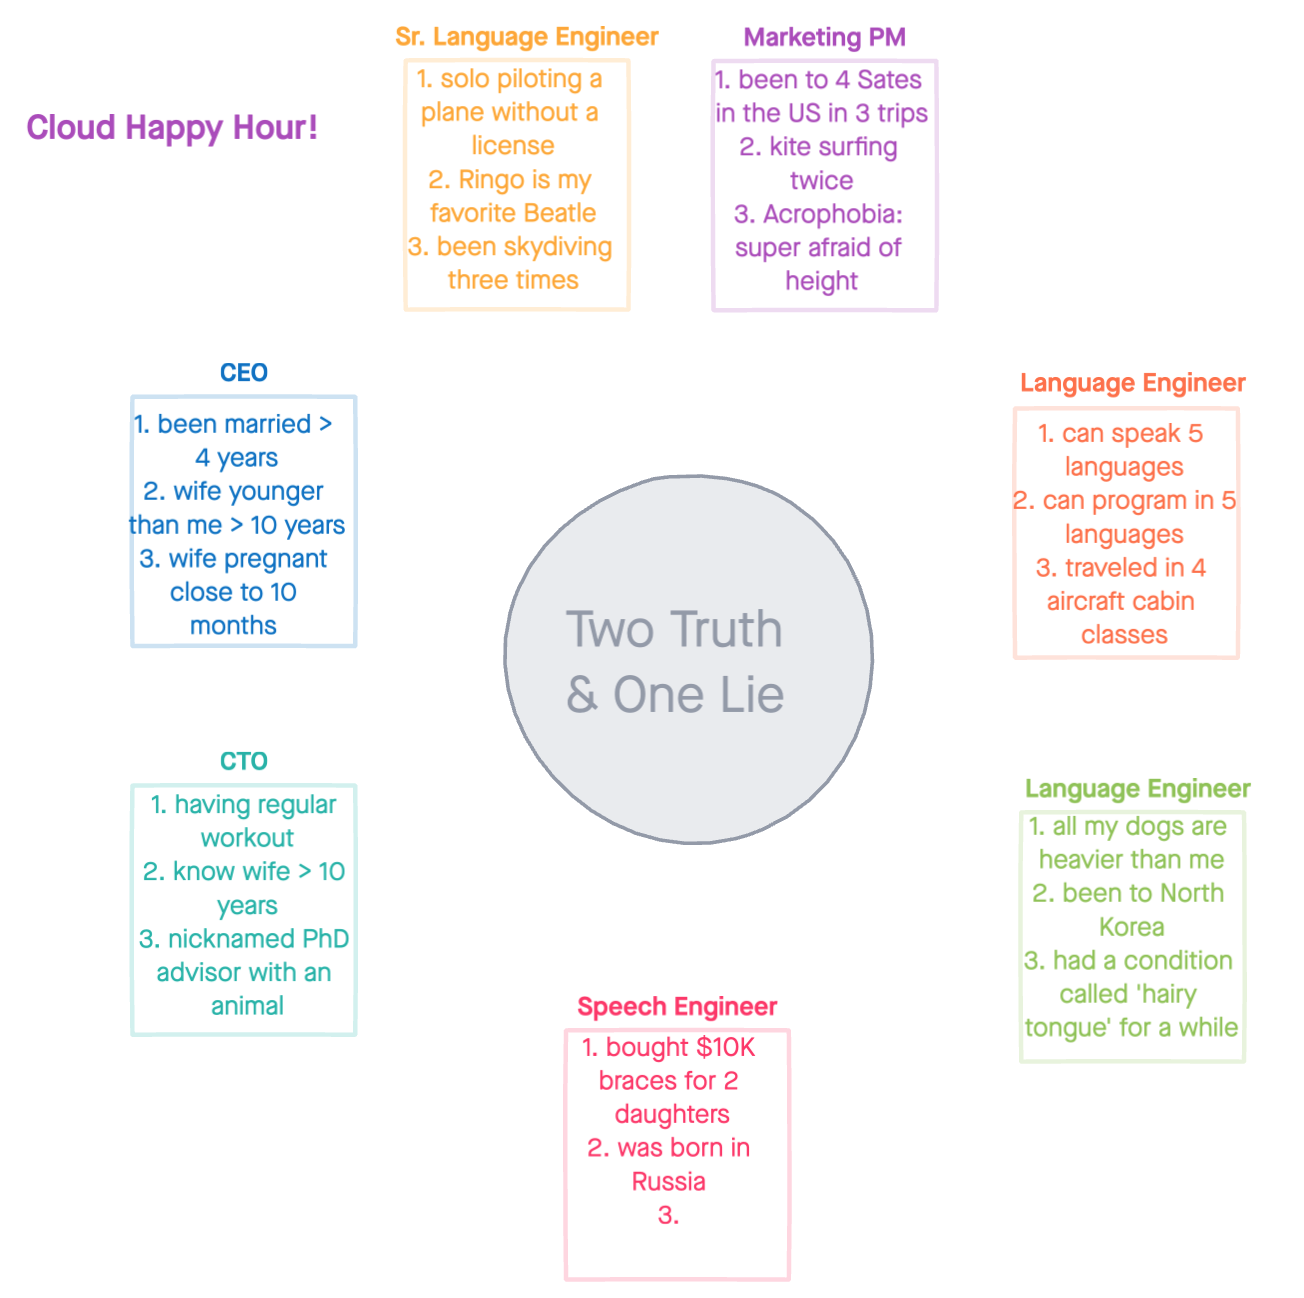 Cloud Happy Hour!
Sr. Language Engineer
1. solo piloting a
plane without a
license
2. Ringo is my
favorite Beatle
3. been skydiving
three times
Marketing PM
1. been to 4 Sates
in the US in 3 trips
2. kite surfing
twice
3. Acrophobia:
super afraid of
height
CEO
1. been married >
4 years
2. wife younger
than me > 10 years
3. wife pregnant
close to 10
months
Language Engineer
1. can speak 5
languages
2. can program in 5
languages
3. traveled in 4
aircraft cabin
classes
Two Truth
& One Lie
CTO
1. having regular
workout
2. know wife > 10
years
3. nicknamed PhD
advisor with an
animal
Language Engineer
1. all my dogs are
heavier than me
2. been to North
Korea
3. had a condition
called 'hairy
tongue' for a while
Speech Engineer
1. bought $10K
braces for 2
daughters
2. was born in
Russia
3.